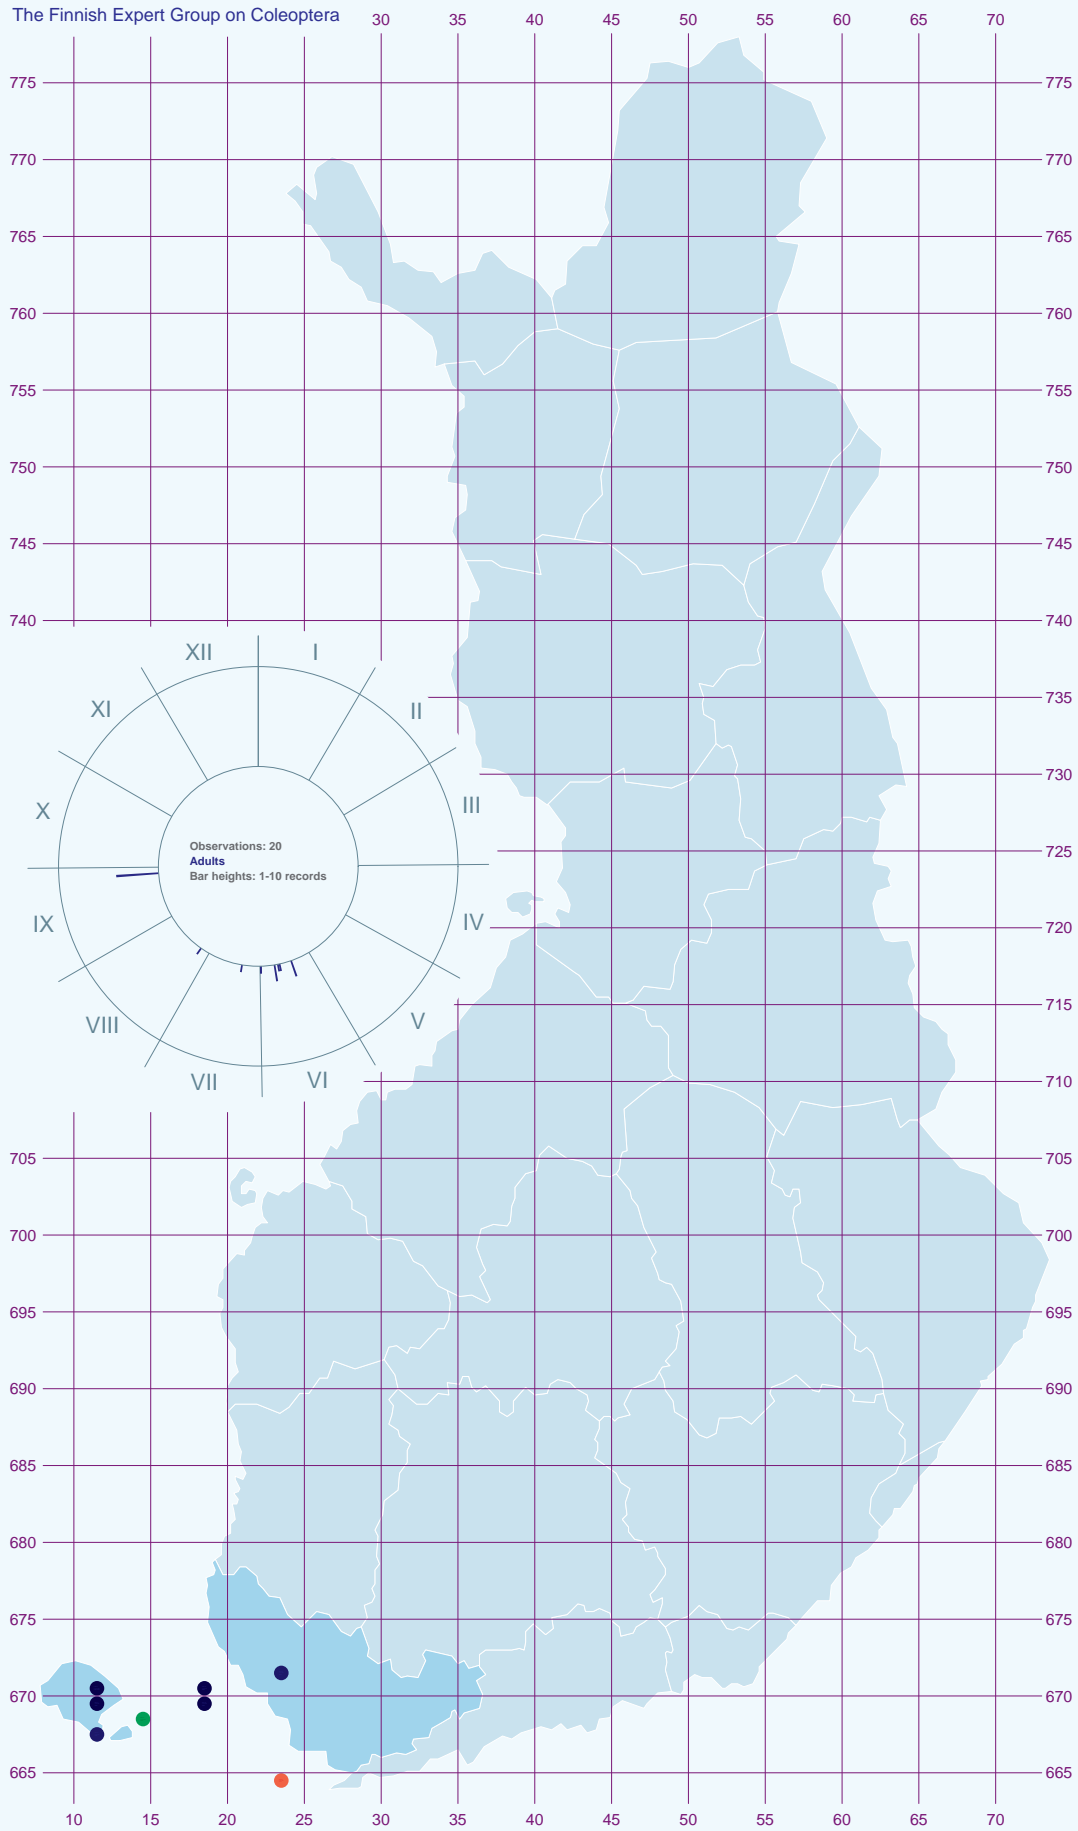 The Finnish Expert Group on Coleoptera
30 35 40 45 50 55 60 65 70
775 775
770 770
765 765
760 760
755 755
750 750
745 745
740 740
XII I
XI II
735
X III
730
Observations: 20
Adults
Bar heights: 1-10 records
725
IX IV
720
VIII V
715
VII VI
710
705 705
700 700
695 695
690 690
685 685
680 680
675 675
670 670
665 665
10 15 20 25 30 35 40 45 50 55 60 65 70